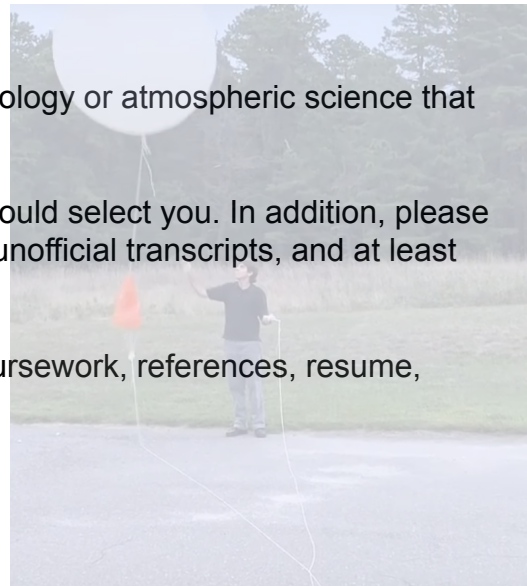 ology or atmospheric science that
ould select you. In addition, please
unofficial transcripts, and at least
ursework, references, resume,